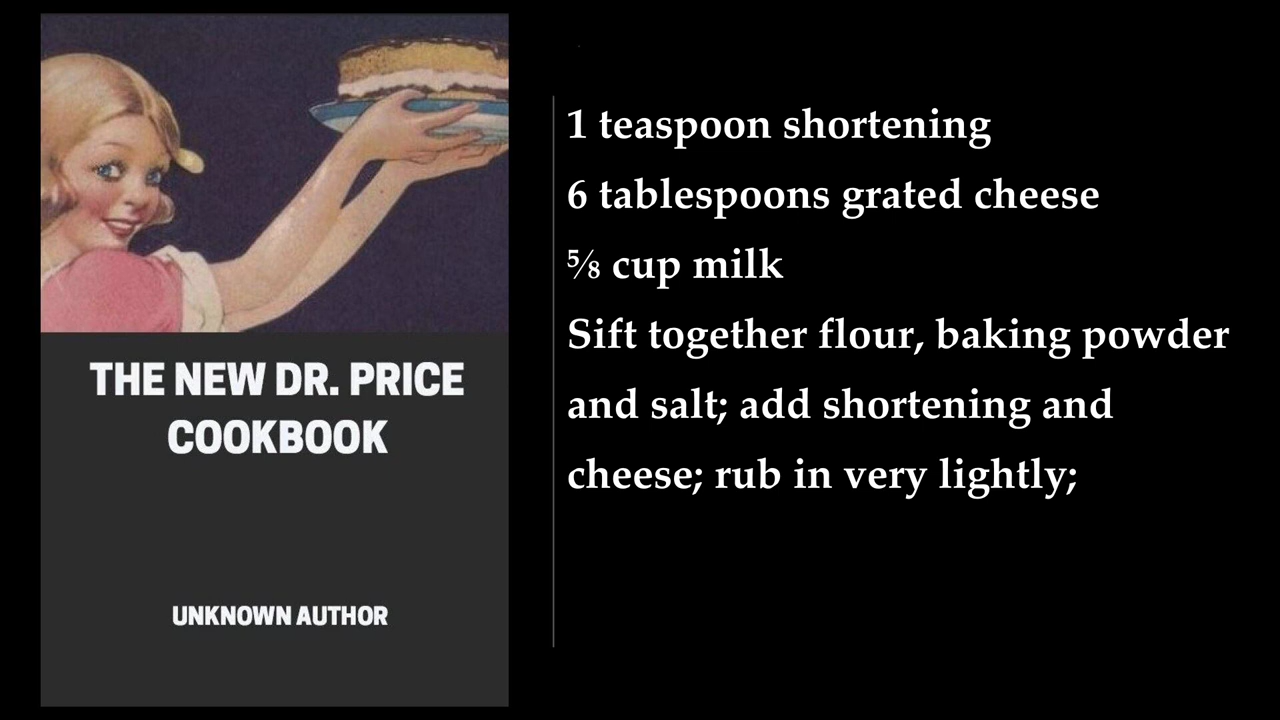 THE NEW DR. PRICE
COOKBOOK
UNKNOWN AUTHOR
1 teaspoon shortening
6 tablespoons grated cheese
⅝ cup milk
Sift together flour, baking powder
and salt; add shortening and
cheese; rub in very lightly;